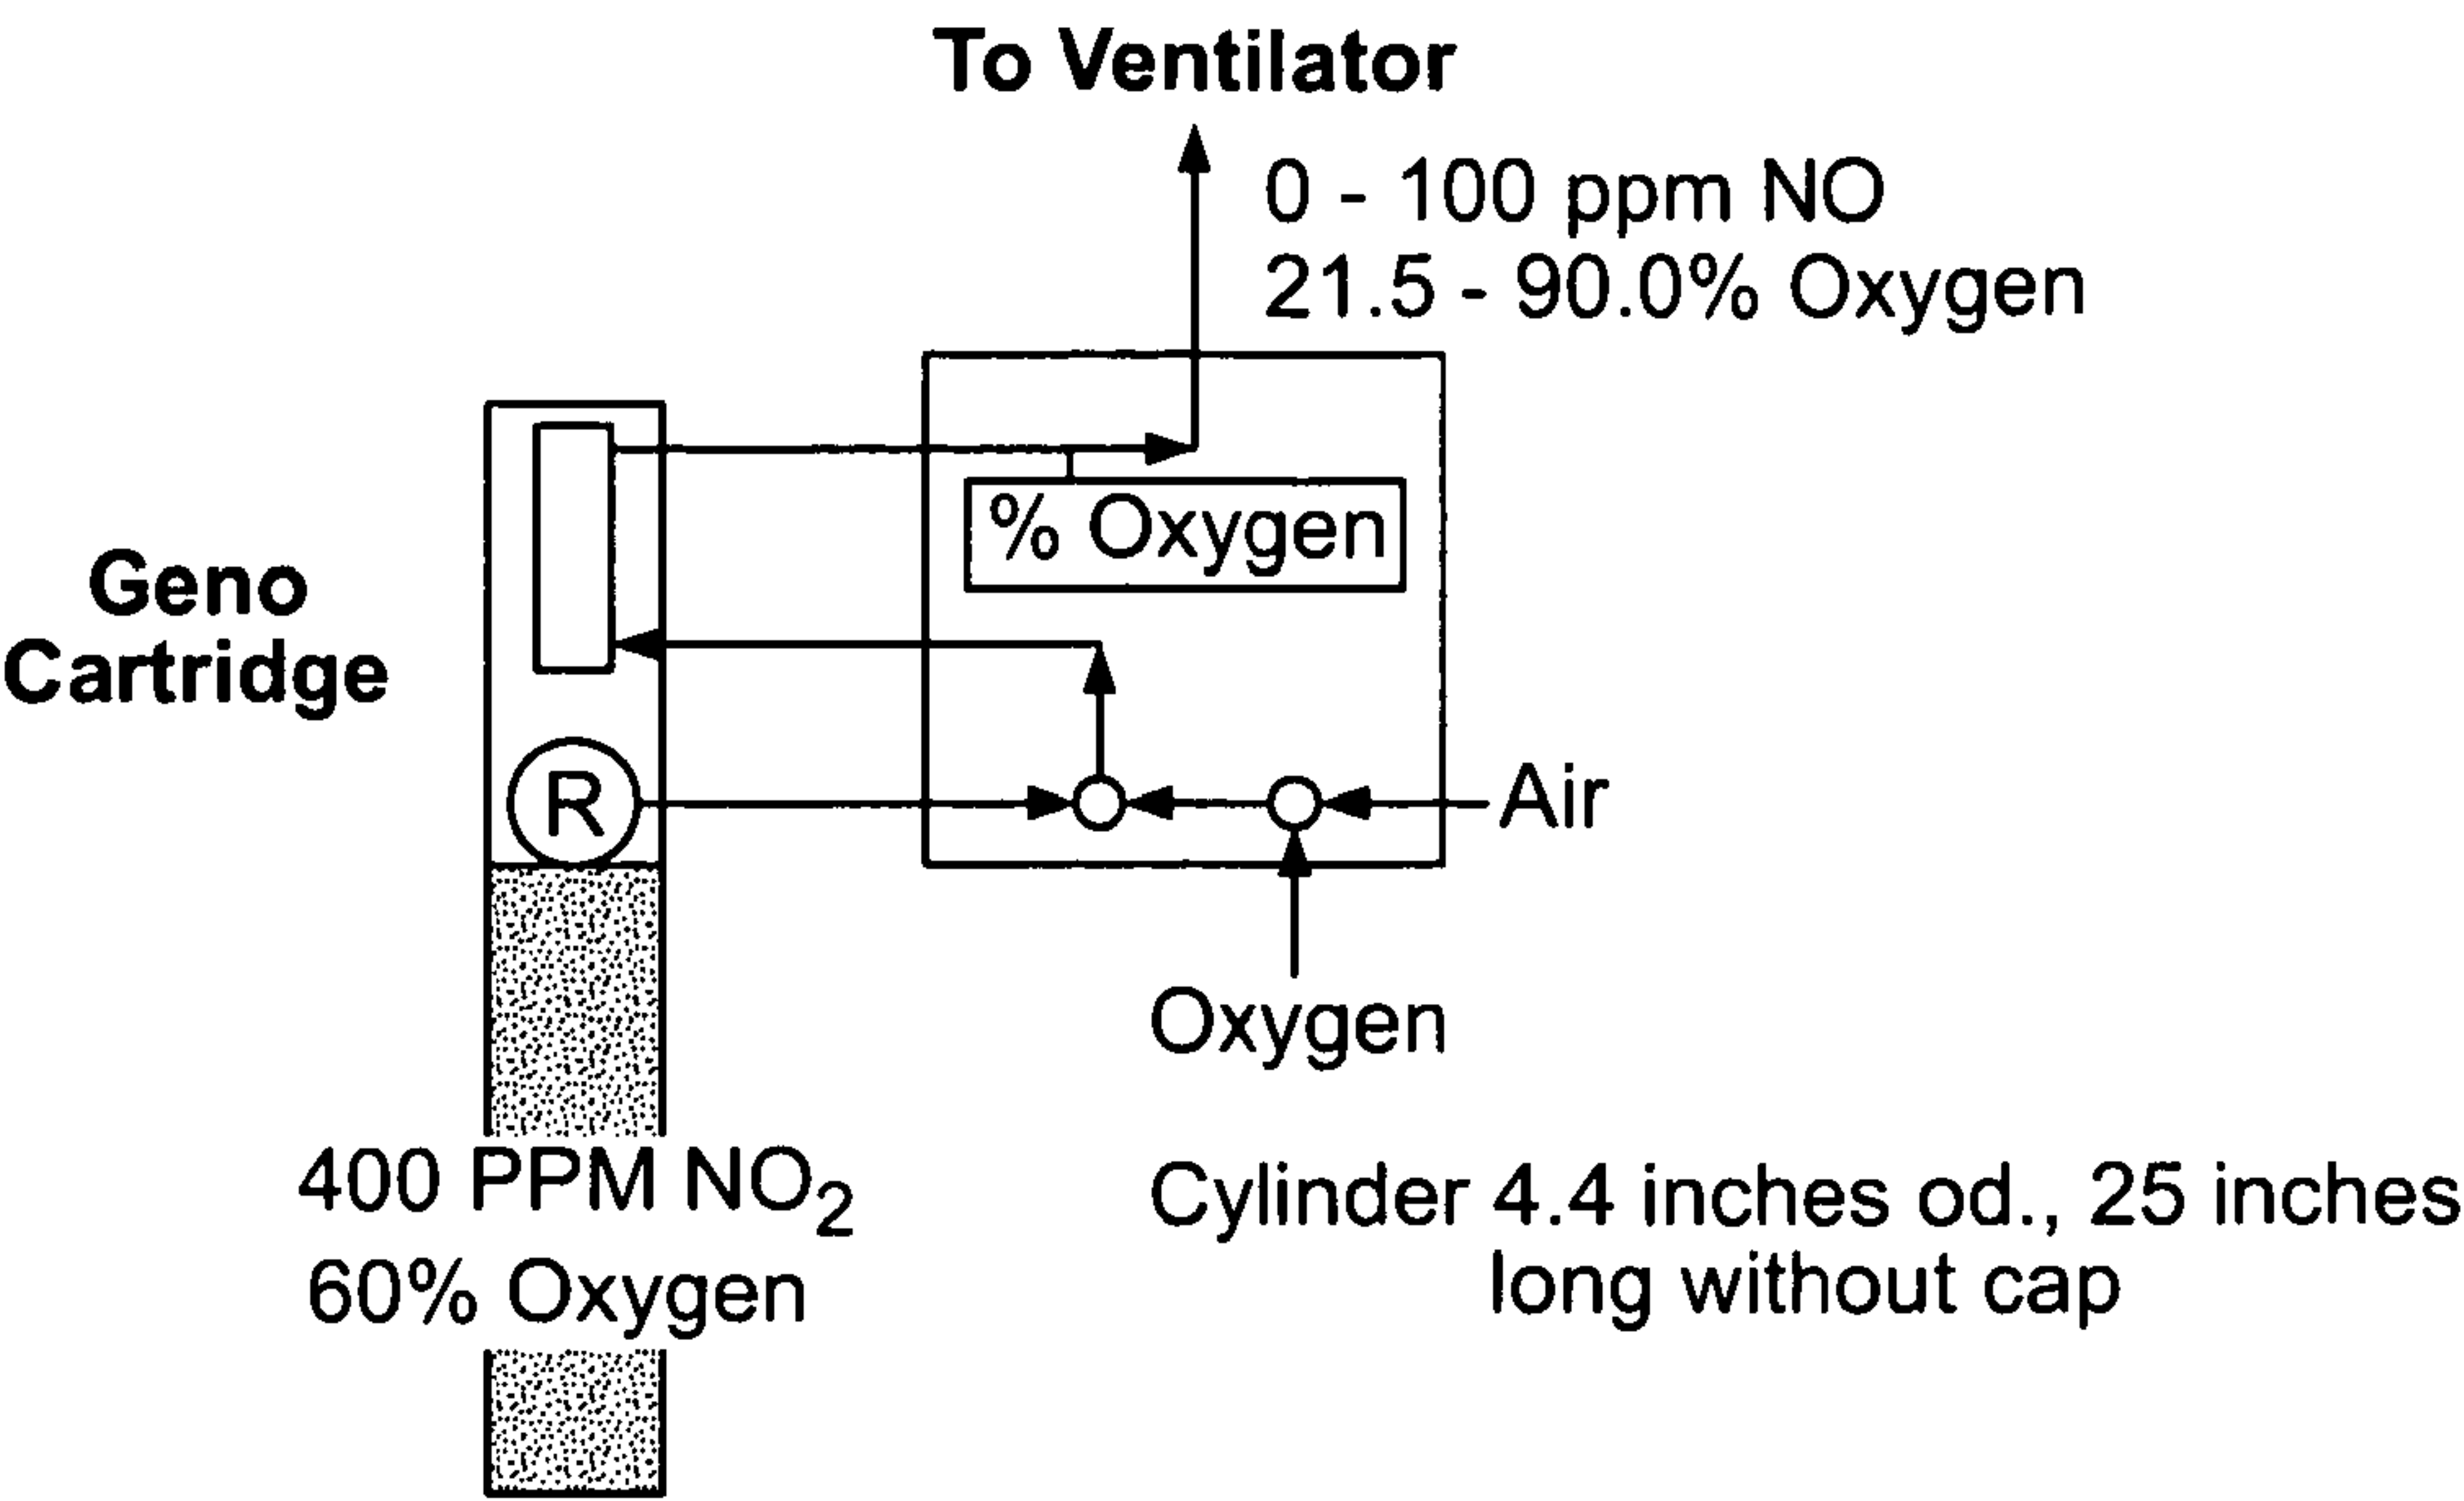 To Ventilator
0 - 100 ppm NO
21.5 - 90.0% Oxygen
% Oxygen
Geno
Cartridge
R
Air
Oxygen
400 PPM NO2
60% Oxygen
Cylinder 4.4 inches od., 25 inches
long without cap